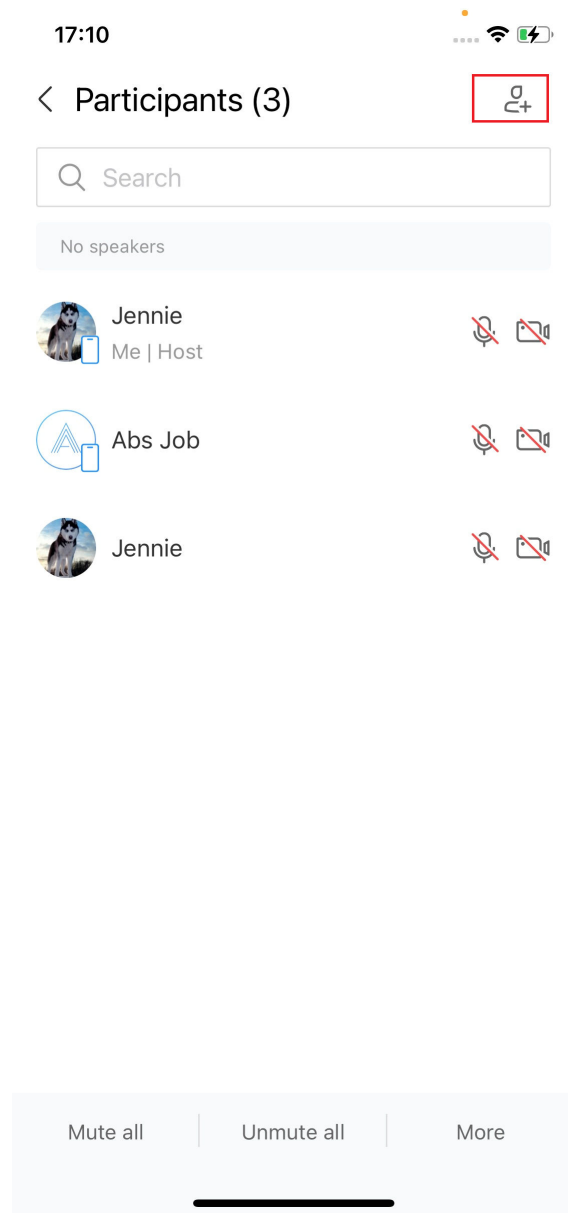 17:10
Participants (3)
Search
No speakers
Jennie
Me | Host
Abs Job
Jennie
Mute all
Unmute all
More